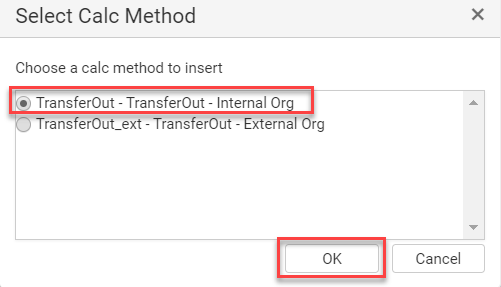 Select Calc Method
Choose a calc method to insert
TransferOut - TransferOut - Internal Org
TransferOut_ext - TransferOut - External Org
OK
Cancel